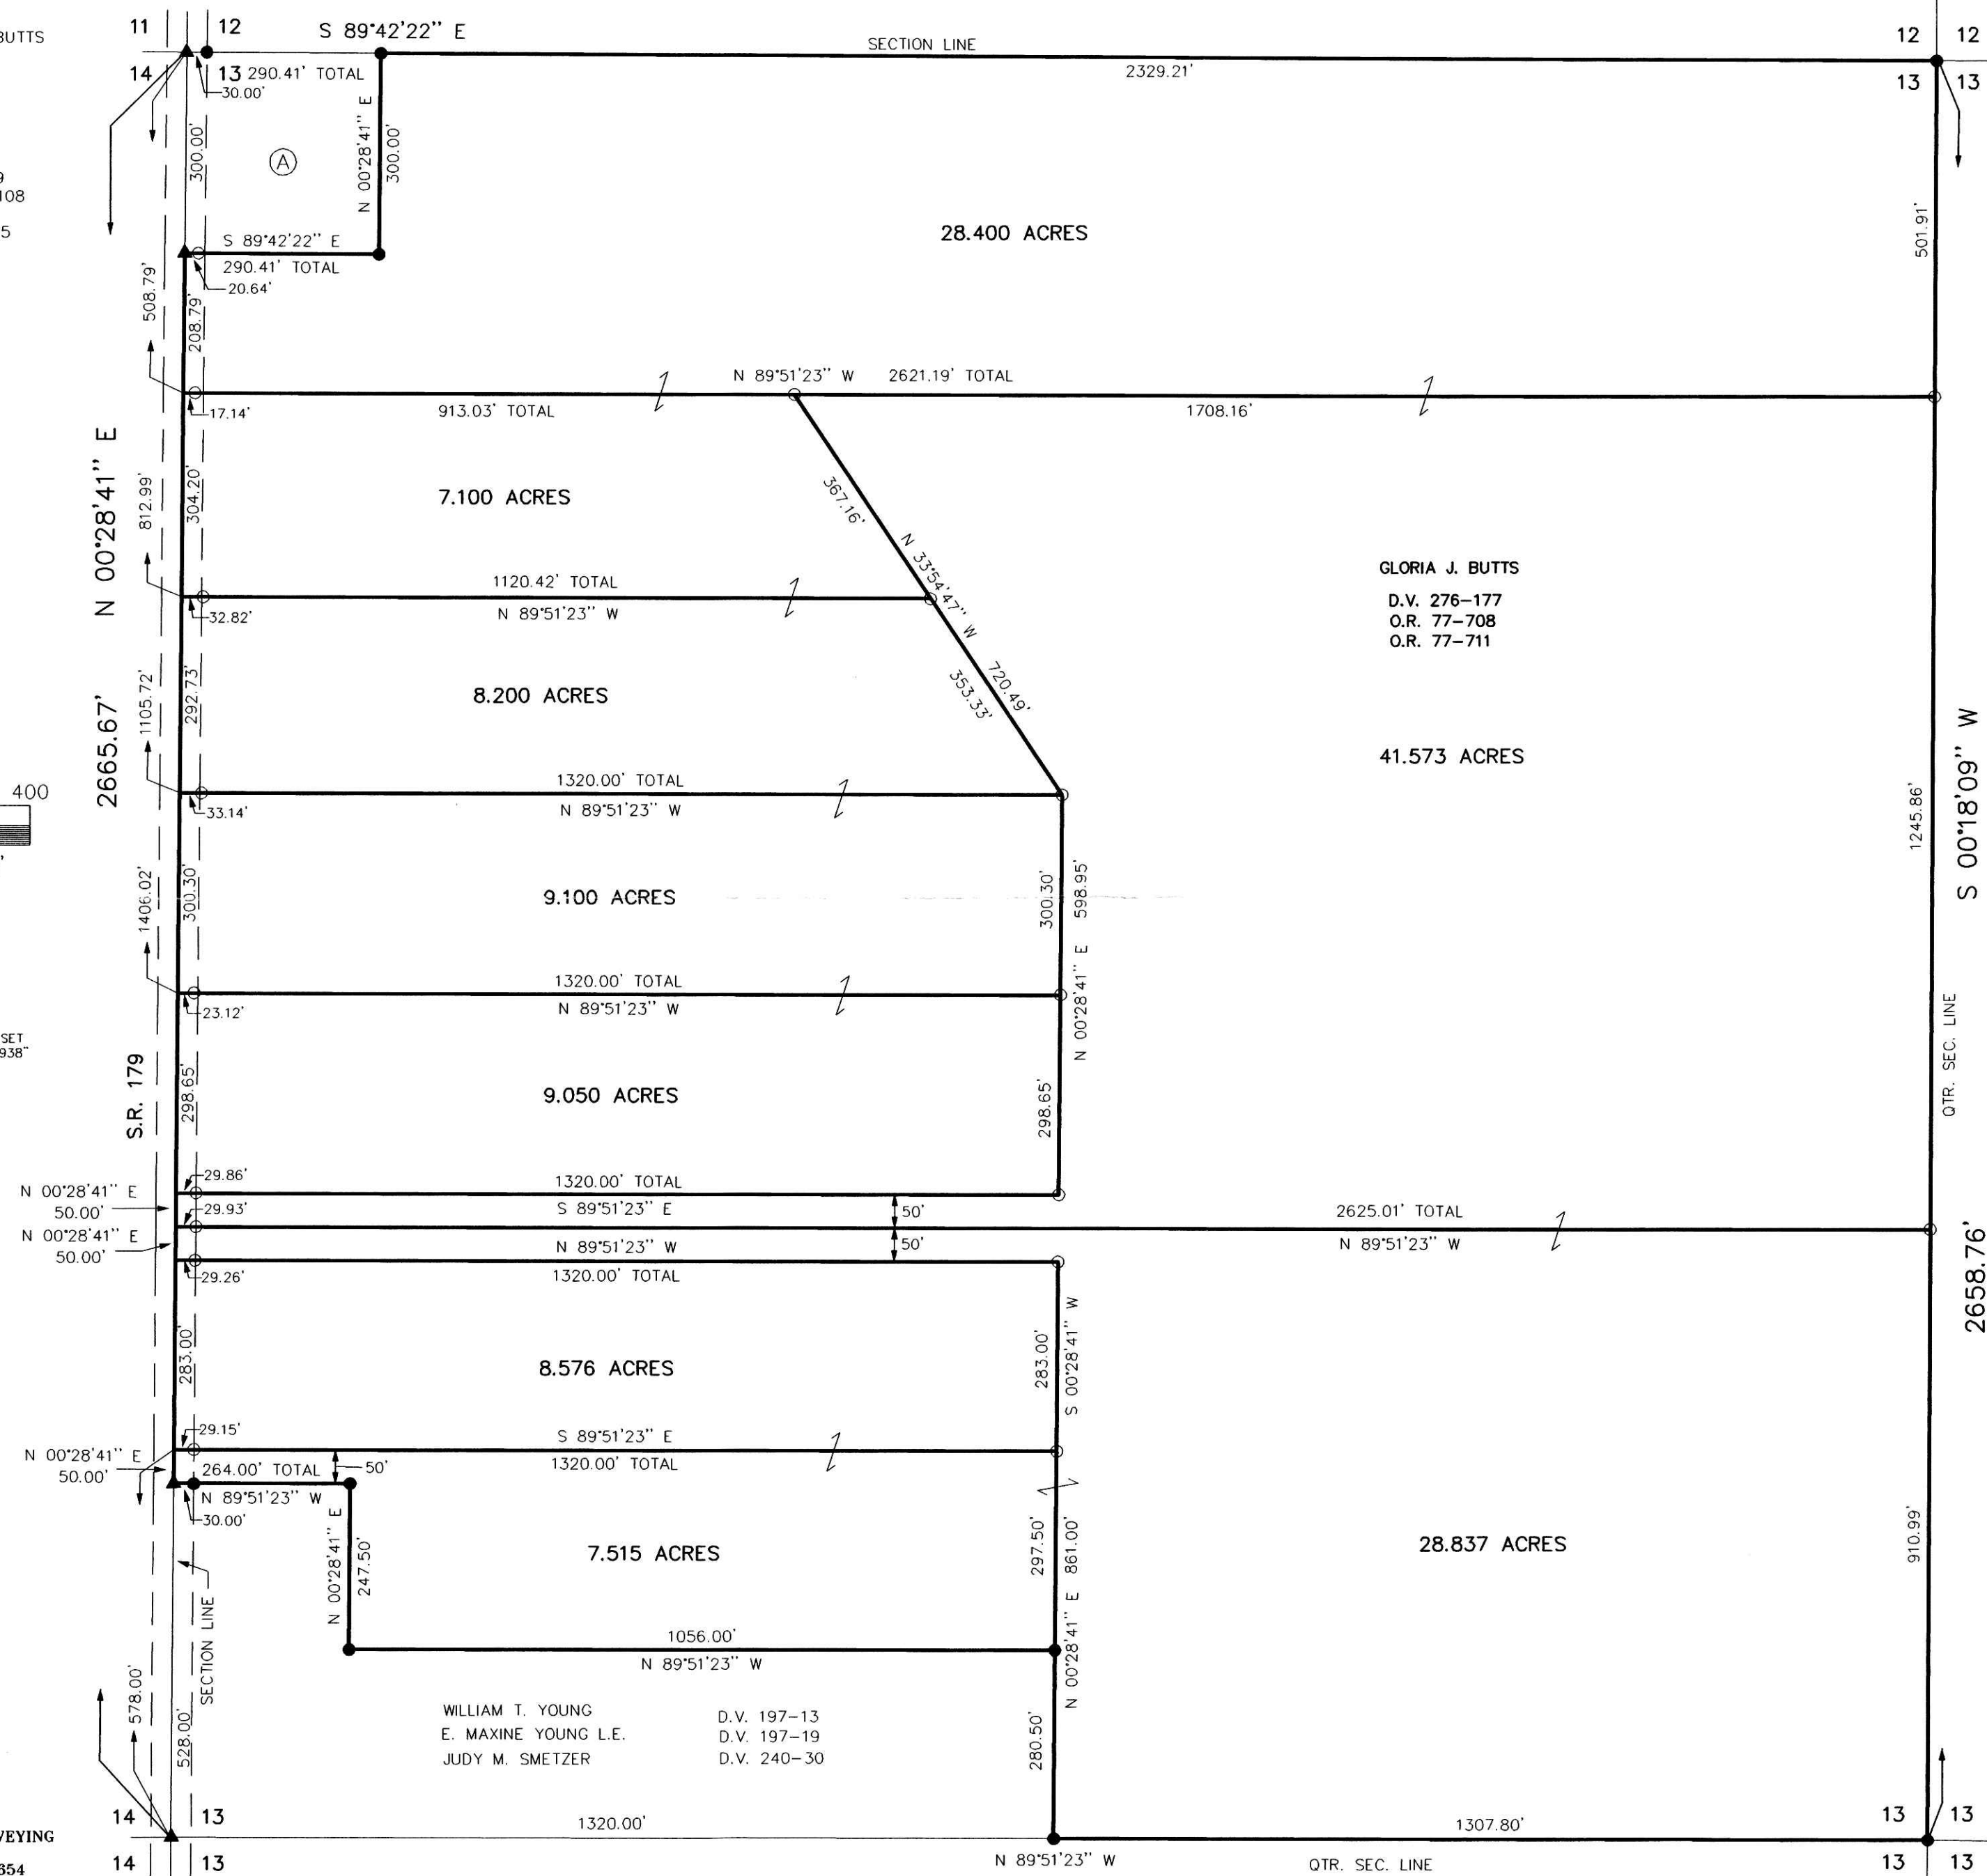 BUTTS
11
12
S 89°42'22" E
SECTION LINE
12
12
14
13
290.41' TOTAL
30.00'
2329.21'
13
13
N 00°28'41" E
300.00'
300.00'
A
9
108
5
28.400 ACRES
501.91'
S 89°42'22" E
290.41' TOTAL
20.64'
508.79'
208.79'
N 89°51'23" W
2621.19' TOTAL
17.14'
913.03' TOTAL
1708.16'
N 00°28'41" E
812.99'
304.20'
7.100 ACRES
367.16'
N 33°54'47" W
720.49'
353.33'
1120.42' TOTAL
N 89°51'23" W
32.82'
GLORIA J. BUTTS
D.V. 276-177
O.R. 77-708
O.R. 77-711
2665.67'
1105.72'
292.73'
8.200 ACRES
S 00°18'09" W
41.573 ACRES
1320.00' TOTAL
N 89°51'23" W
33.14'
400
'
1245.86'
1406.02'
300.30'
9.100 ACRES
300.30'
598.95'
N 00°28'41" E
1320.00' TOTAL
N 89°51'23" W
23.12'
SET
938"
QTR. SEC. LINE
S.R. 179
298.65'
9.050 ACRES
298.65'
29.86'
1320.00' TOTAL
N 00°28'41" E
50.00'
29.93'
S 89°51'23" E
50'
2625.01' TOTAL
N 00°28'41" E
50.00'
N 89°51'23" W
50'
N 89°51'23" W
29.26'
1320.00' TOTAL
2658.76'
283.00'
8.576 ACRES
283.00'
S 00°28'41" W
29.15'
S 89°51'23" E
N 00°28'41" E
50.00'
264.00' TOTAL
50'
1320.00' TOTAL
N 89°51'23" W
30.00'
N 00°28'41" E
247.50'
7.515 ACRES
297.50'
861.00'
N 00°28'41" E
28.837 ACRES
910.99'
SECTION LINE
1056.00'
N 89°51'23" W
578.00'
528.00'
WILLIAM T. YOUNG
D.V. 197-13
E. MAXINE YOUNG L.E.
D.V. 197-19
JUDY M. SMETZER
D.V. 240-30
280.50'
14
13
1320.00'
1307.80'
13
13
VEYING
14
13
N 89°51'23" W
QTR. SEC. LINE
13
13
654